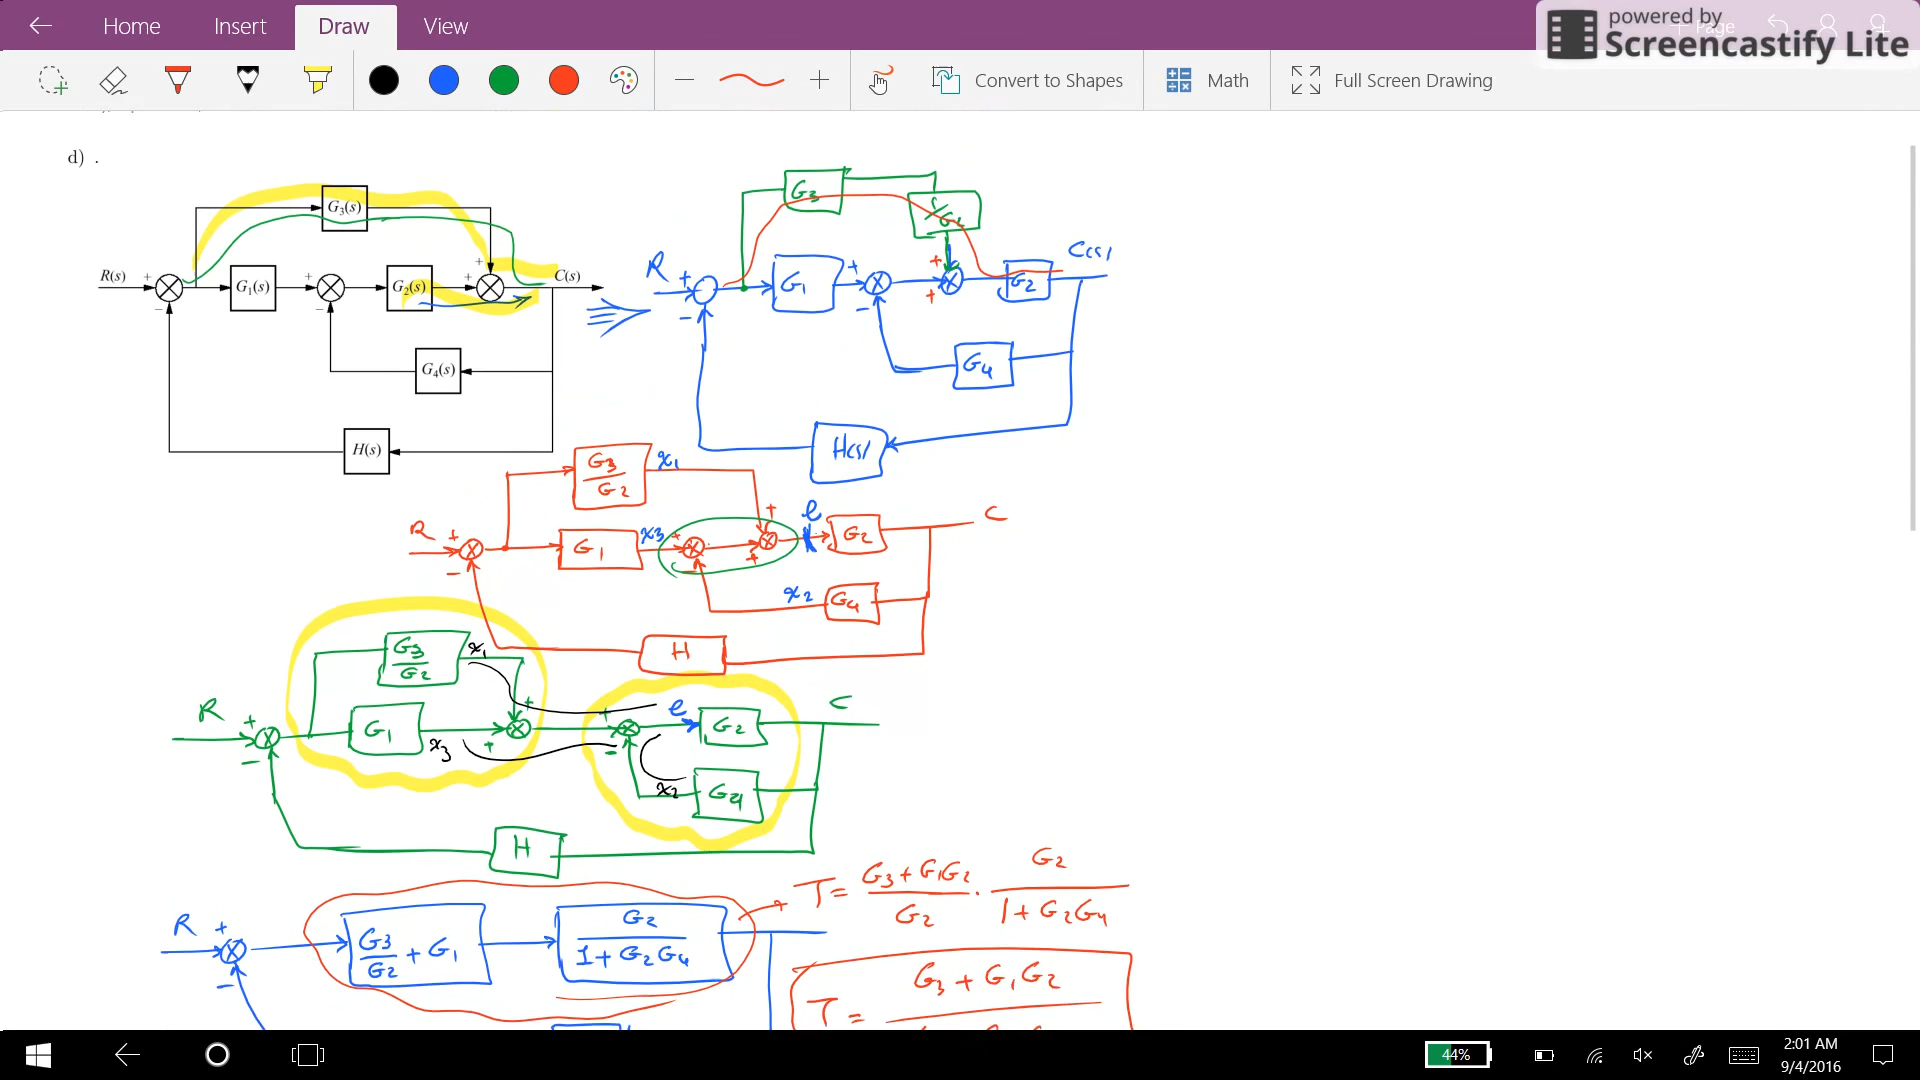 Home Insert Draw View
powered by
Screencastify Lite
Page
Convert to Shapes Math Full Screen Drawing
d) .
G3(s)
R(s) + − G1(s) + − G2(s) + + C(s)
G4(s)
H(s)
G3
R + − G1 + − + + G2 C(s)
G4
H(s)
G3
G2
x1
R + − G1 x3 + − + + e G2 C
x2 G4
H
G3
G2
x1
R + − G1 x3 + + + − e G2 C
x2 G4
H
T= G3+G1G2 . G2
G2 1+G2G4
R + − G3 + G1 G2
G2 1+G2G4
T = G3 + G1G2
44%
2:01 AM
9/4/2016